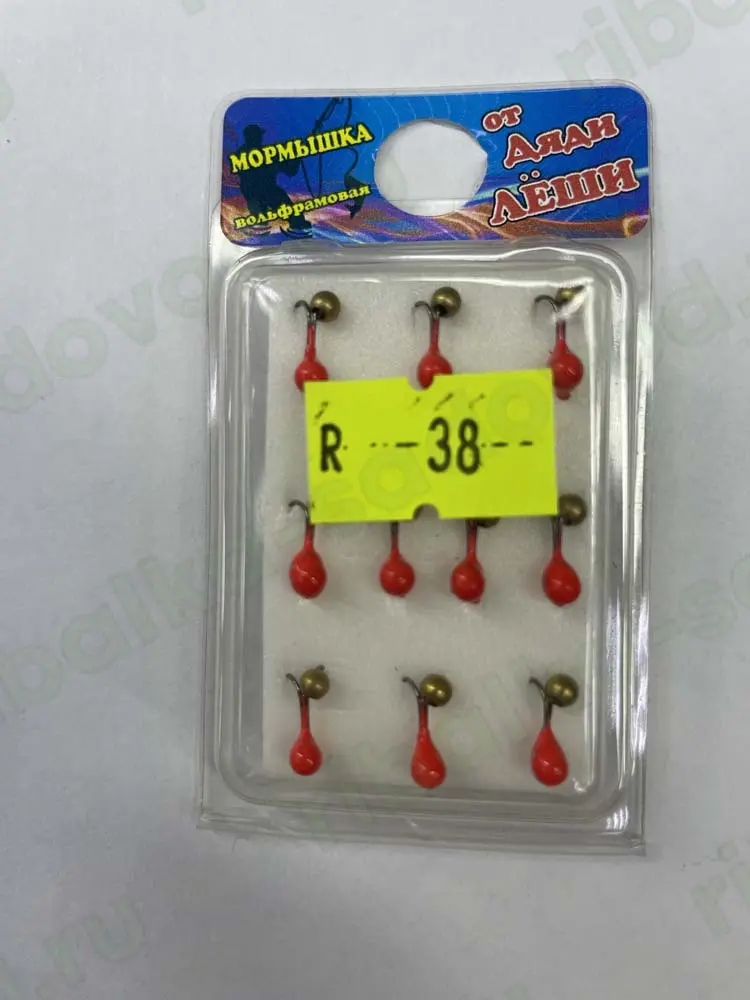 МОРМЫШКА
вольфрамовая
от
ДЯДИ
ЛЁШИ
R --- 38 --